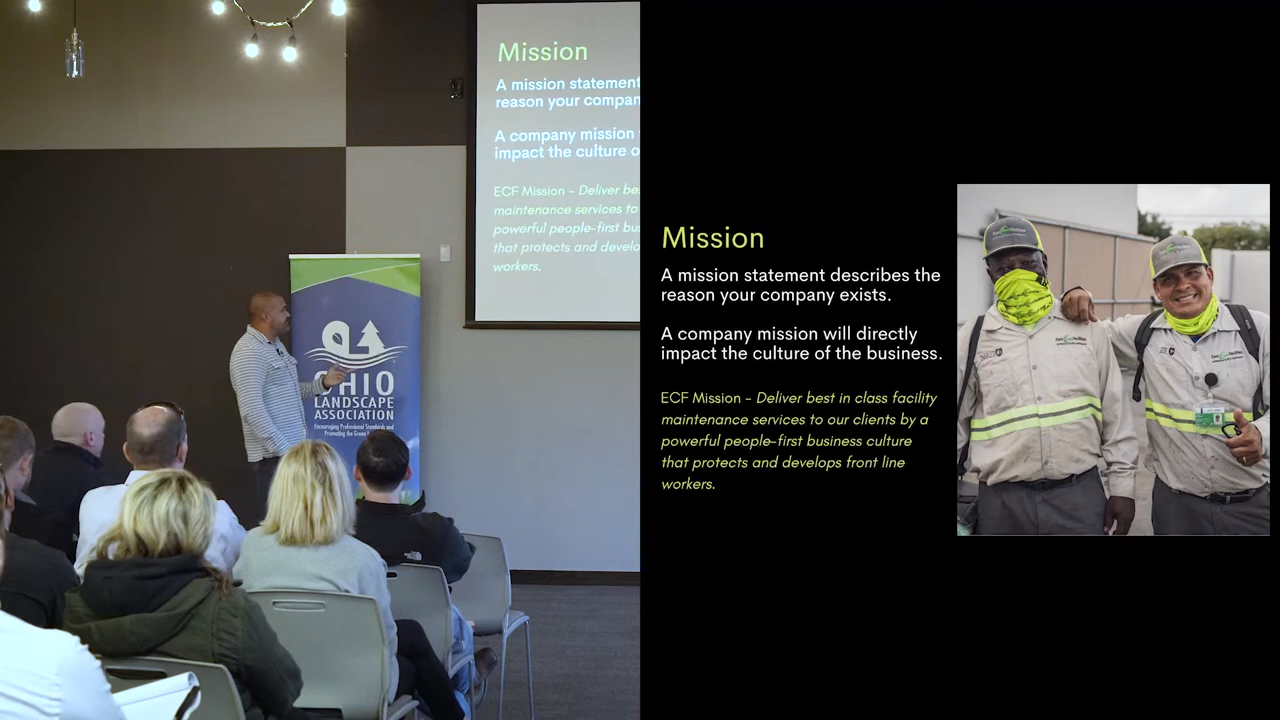 Mission
A mission statement
reason your compan
A company mission
impact the culture o
ECF Mission - Deliver be
maintenance services to
powerful people-first bus
that protects and develo
workers.
OHIO
LANDSCAPE
ASSOCIATION
Encouraging Professional Standards and
Promoting the Green
Mission
A mission statement describes the
reason your company exists.
A company mission will directly
impact the culture of the business.
ECF Mission - Deliver best in class facility
maintenance services to our clients by a
powerful people-first business culture
that protects and develops front line
workers.